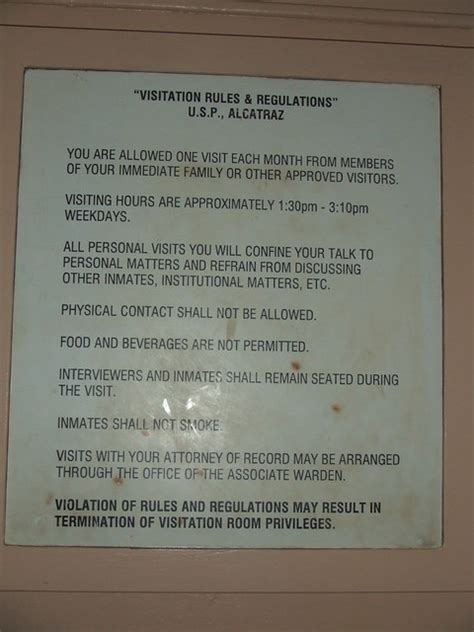 "VISITATION RULES & REGULATIONS"
U.S.P., ALCATRAZ
YOU ARE ALLOWED ONE VISIT EACH MONTH FROM MEMBERS
OF YOUR IMMEDIATE FAMILY OR OTHER APPROVED VISITORS.
VISITING HOURS ARE APPROXIMATELY 1:30pm - 3:10pm
WEEKDAYS.
ALL PERSONAL VISITS YOU WILL CONFINE YOUR TALK TO
PERSONAL MATTERS AND REFRAIN FROM DISCUSSING
OTHER INMATES, INSTITUTIONAL MATTERS, ETC.
PHYSICAL CONTACT SHALL NOT BE ALLOWED.
FOOD AND BEVERAGES ARE NOT PERMITTED.
INTERVIEWERS AND INMATES SHALL REMAIN SEATED DURING
THE VISIT.
INMATES SHALL NOT SMOKE.
VISITS WITH YOUR ATTORNEY OF RECORD MAY BE ARRANGED
THROUGH THE OFFICE OF THE ASSOCIATE WARDEN.
VIOLATION OF RULES AND REGULATIONS MAY RESULT IN
TERMINATION OF VISITATION ROOM PRIVILEGES.